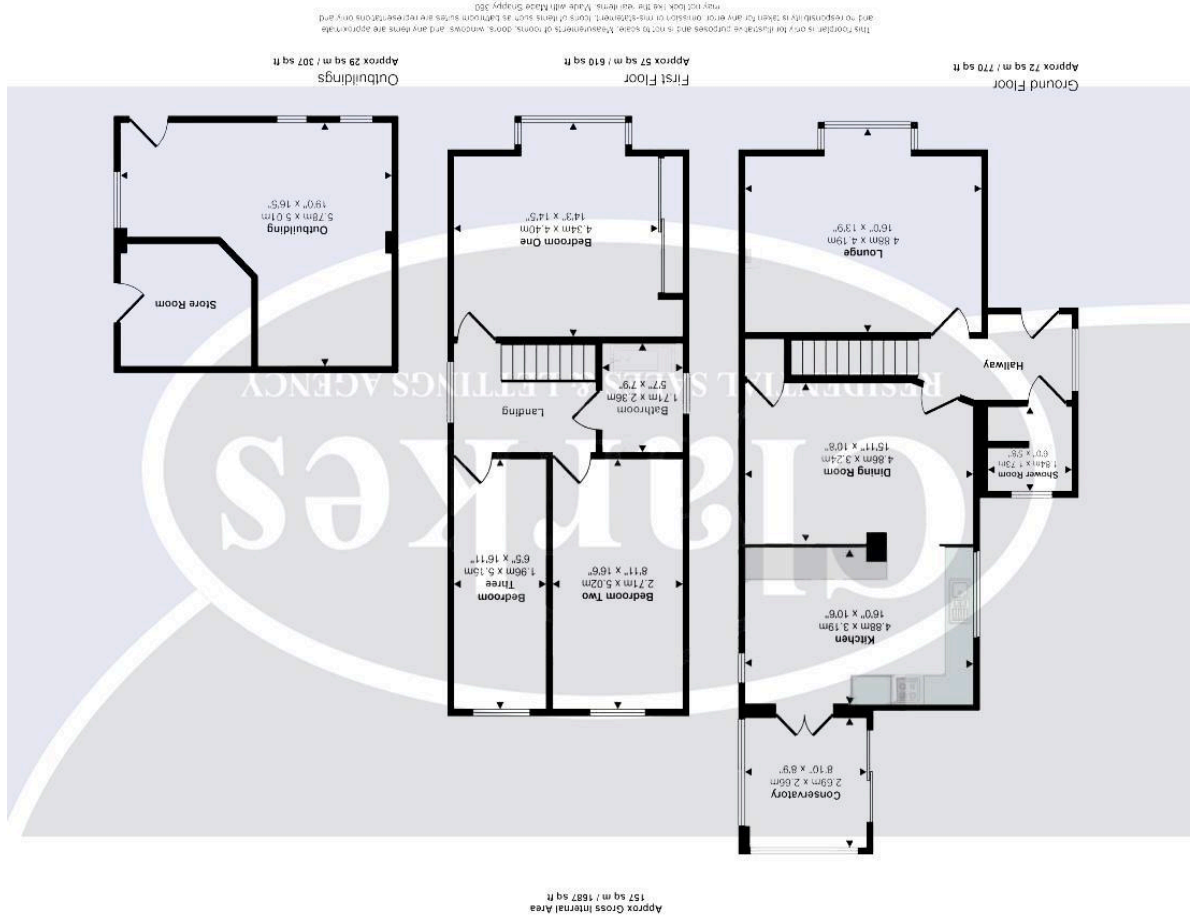 Approx Gross Internal Area
157 sq m / 1687 sq ft
Conservatory
2.69m x 2.66m
8'10" x 8'9"
Kitchen
4.88m x 3.19m
16'0" x 10'6"
Shower Room
1.84m x 1.73m
6'0" x 5'8"
Dining Room
4.86m x 3.24m
15'11" x 10'8"
Hallway
Lounge
4.88m x 4.19m
16'0" x 13'9"
Ground Floor
Approx 72 sq m / 770 sq ft
Bedroom Two
2.71m x 5.02m
8'11" x 16'6"
Bedroom
Three
1.96m x 5.15m
6'5" x 16'11"
Bathroom
1.71m x 2.36m
5'7" x 7'9"
Landing
Bedroom One
4.34m x 4.40m
14'3" x 14'5"
First Floor
Approx 57 sq m / 610 sq ft
Store Room
Outbuilding
5.78m x 5.01m
19'0" x 16'5"
Outbuildings
Approx 29 sq m / 307 sq ft
Clarkes
RESIDENTIAL SALES & LETTINGS AGENCY
This floorplan is only for illustrative purposes and is not to scale. Measurements of rooms, doors, windows, and any items are approximate
and no responsibility is taken for any error, omission or mis-statement. Icons of items such as bathroom suites are representations only and
may not look like the real items. Made with Made Snappy 360.